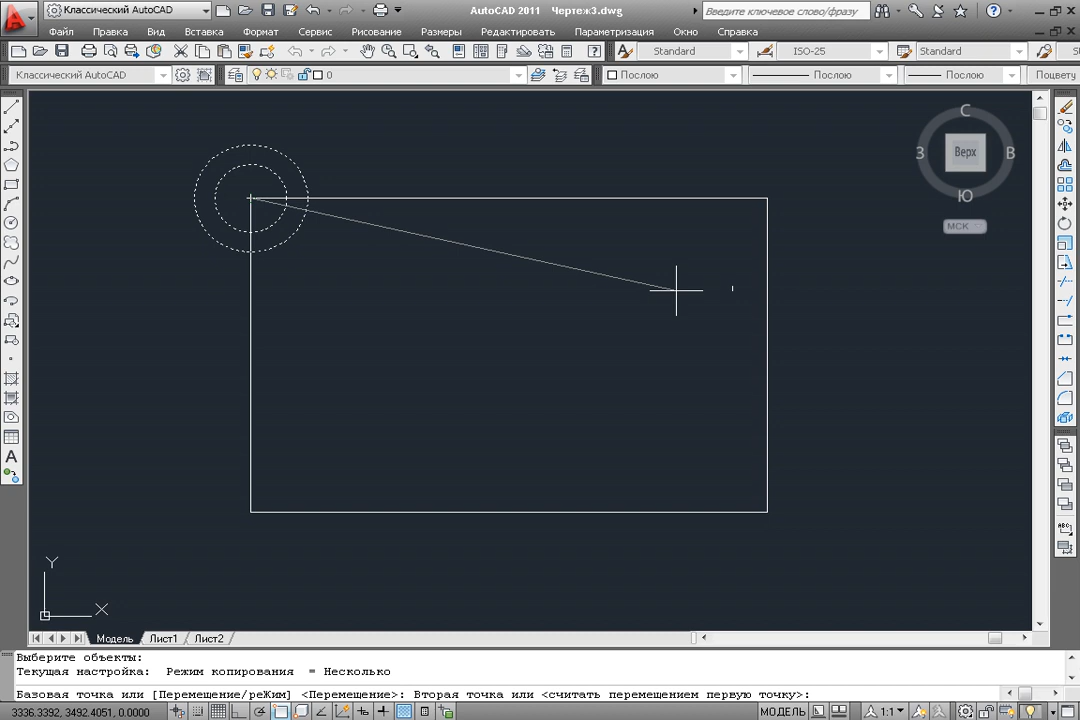 Классический AutoCAD
AutoCAD 2011 Чертеж3.dwg
Введите ключевое слово/фразу
Файл Правка Вид Вставка Формат Сервис Рисование Размеры Редактировать Параметризация Окно Справка
Standard ISO-25 Standard
Классический AutoCAD 0 Послою Послою Послою Поцвету
С
З Верх В
Ю
МСК
Y
X
Модель Лист1 Лист2
Выберите объекты:
Текущая настройка: Режим копирования = Несколько
Базовая точка или [Перемещение/реЖим] <Перемещение>: Вторая точка или <считать перемещением первую точку>:
3336.3392, 3492.4051, 0.0000 МОДЕЛЬ 1:1